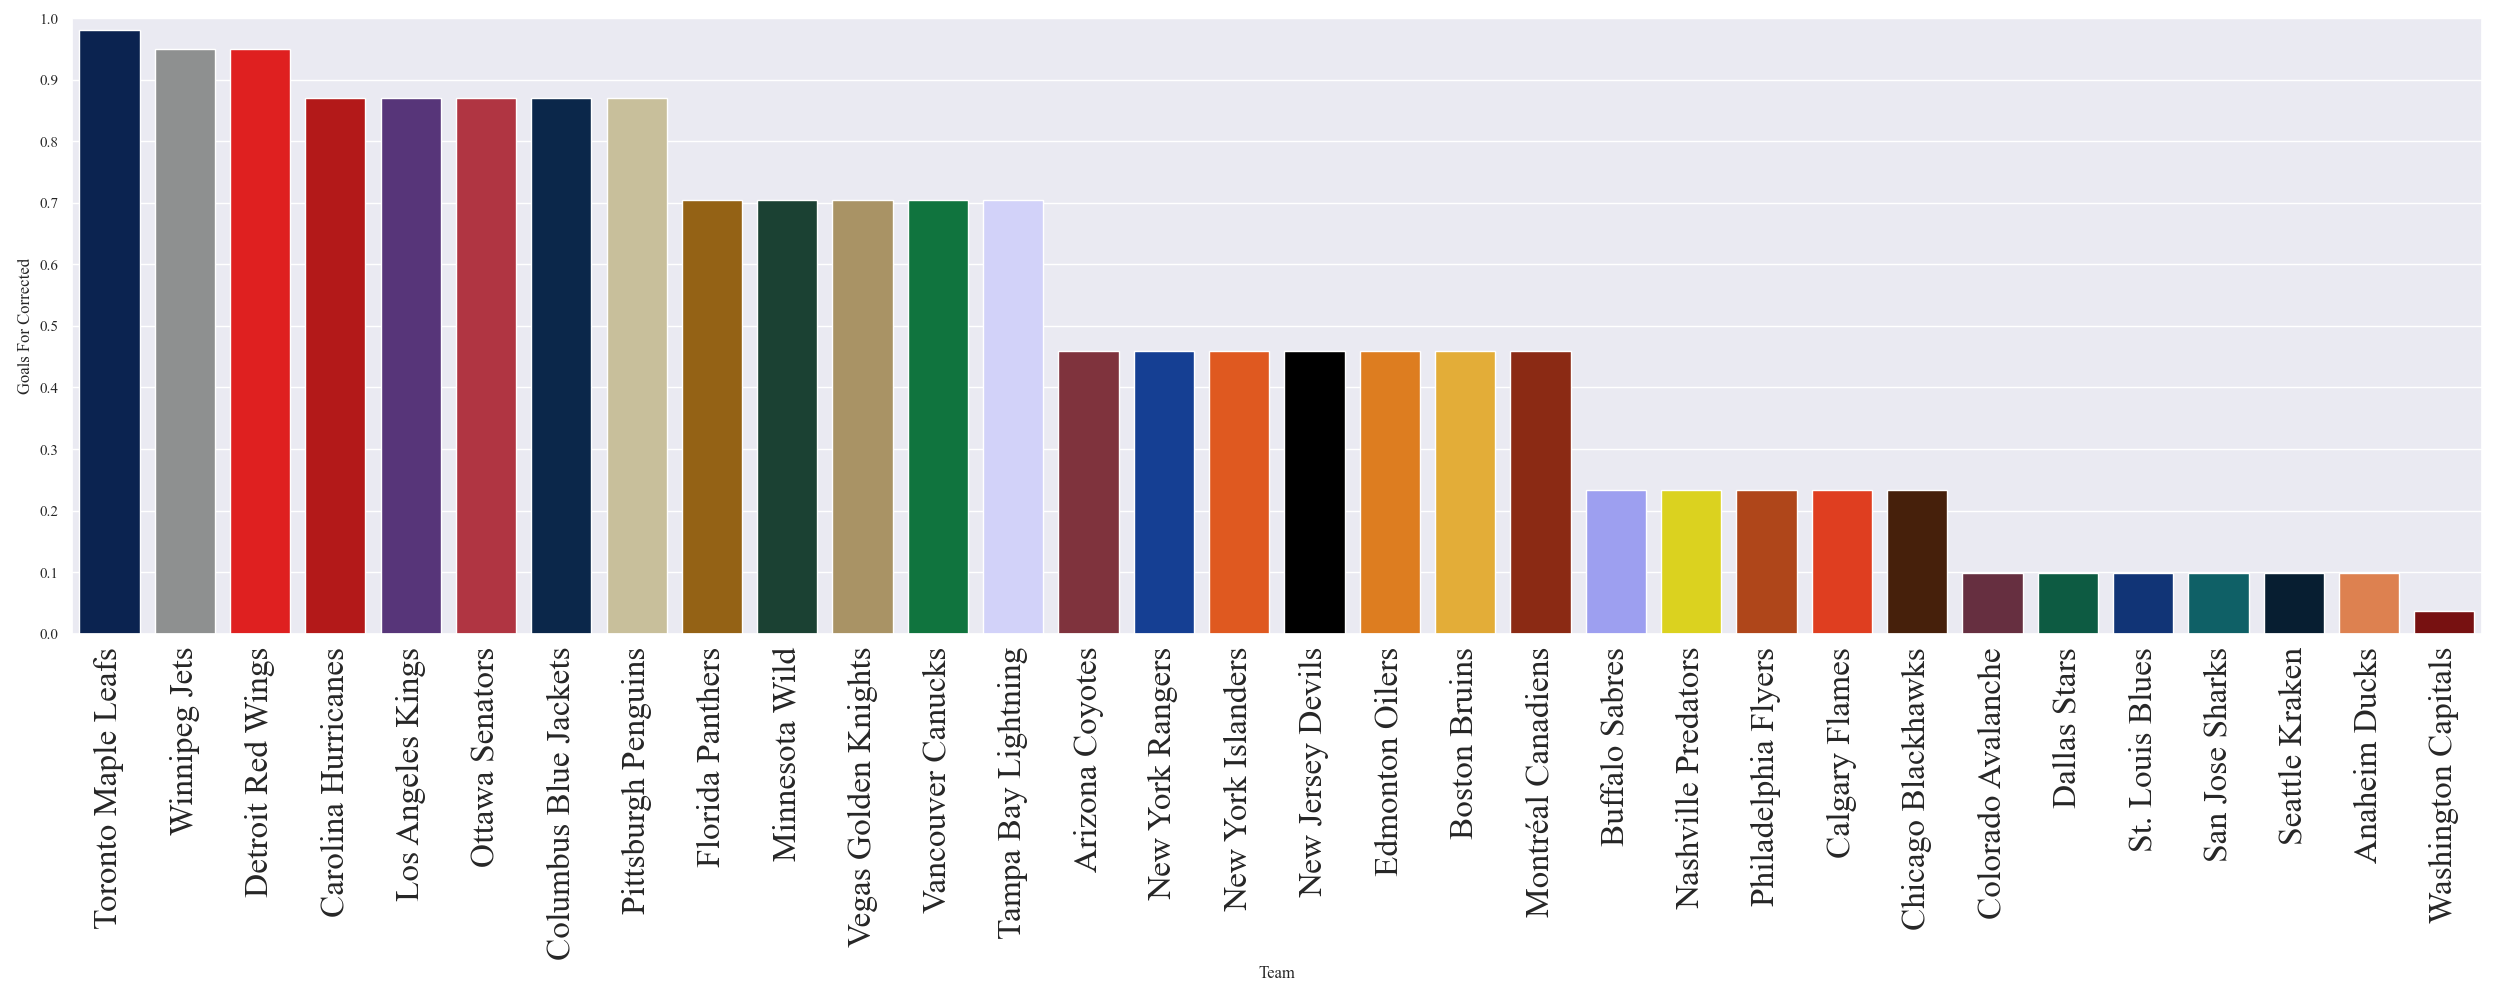 1.0
0.9
0.8
0.7
0.6
0.5
0.4
0.3
0.2
0.1
0.0
Goals For Corrected
Toronto Maple Leafs
Winnipeg Jets
Detroit Red Wings
Carolina Hurricanes
Los Angeles Kings
Ottawa Senators
Columbus Blue Jackets
Pittsburgh Penguins
Florida Panthers
Minnesota Wild
Vegas Golden Knights
Vancouver Canucks
Tampa Bay Lightning
Arizona Coyotes
New York Rangers
New York Islanders
New Jersey Devils
Edmonton Oilers
Boston Bruins
Montréal Canadiens
Buffalo Sabres
Nashville Predators
Philadelphia Flyers
Calgary Flames
Chicago Blackhawks
Colorado Avalanche
Dallas Stars
St. Louis Blues
San Jose Sharks
Seattle Kraken
Anaheim Ducks
Washington Capitals
Team